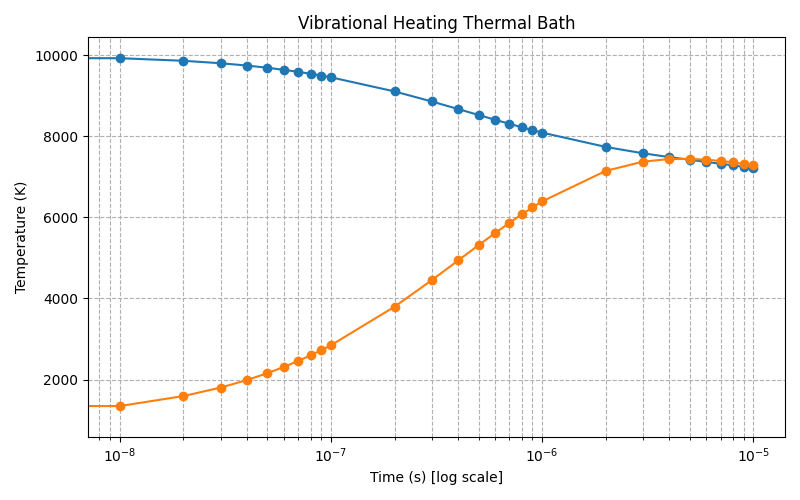 Vibrational Heating Thermal Bath
Temperature (K)
10000
8000
6000
4000
2000
10⁻⁸ 10⁻⁷ 10⁻⁶ 10⁻⁵
Time (s) [log scale]